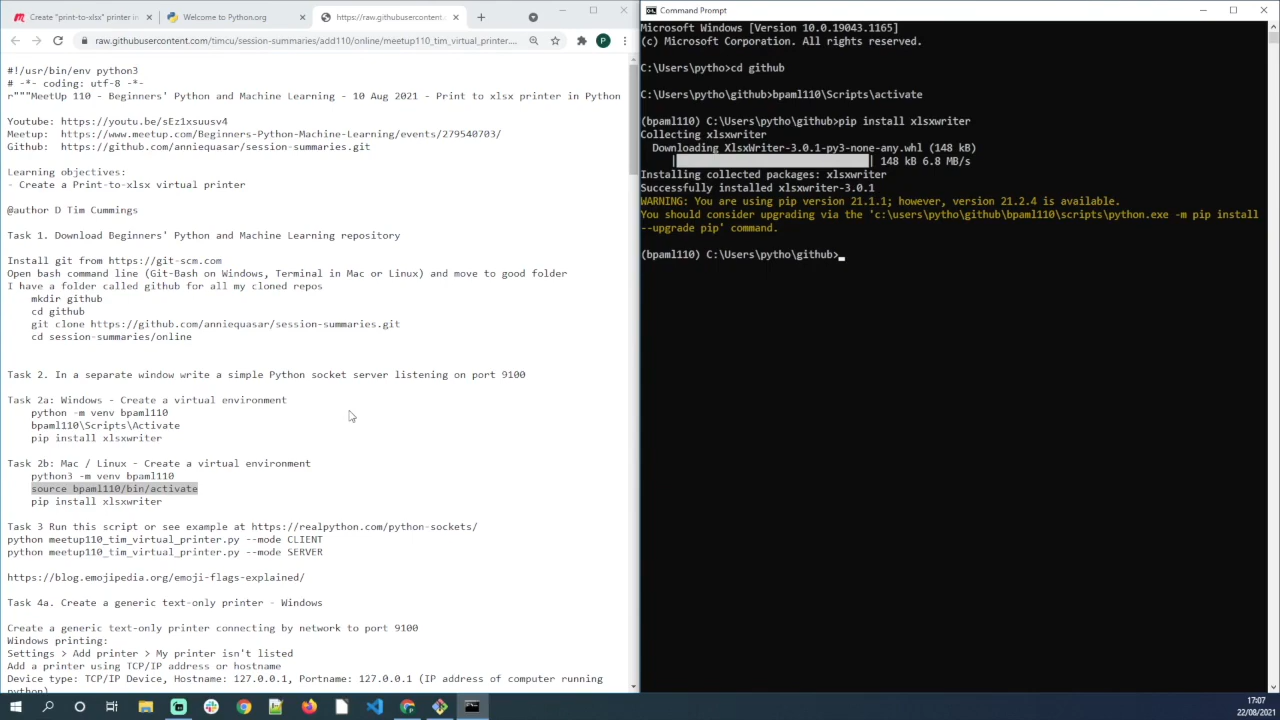 Create "print-to-xlsx" printer in
Welcome to Python.org
https://raw.githubusercontent.c
raw.githubusercontent.com/timcu/session-summaries/add110/online/meetup110_tim_virtual_printer....
P
#!/usr/bin/env python3
# -*- coding: utf-8 -*-
r"""MeetUp 110 - Beginners' Python and Machine Learning - 10 Aug 2021 - Print to xlsx printer in Python
Youtube: https://youtu.be/sEz1xsuusv4
Meetup:  https://www.meetup.com/Beginners-Python-Machine-Learning/events/279540703/
Github:  https://github.com/anniequasar/session-summaries.git
Learning objectives:
- Create a Print-to-xlsx virtual printer
@author D Tim Cummings
Task 1: Download Beginners' Python and Machine Learning repository
Install git from https://git-scm.com
Open bash command line (Git-Bash on Windows, Terminal in Mac or Linux) and move to good folder
I have a folder called github for all my cloned repos
mkdir github
cd github
git clone https://github.com/anniequasar/session-summaries.git
cd session-summaries/online
Task 2. In a separate window write a simple Python socket server listening on port 9100
Task 2a: Windows - Create a virtual environment
python -m venv bpaml110
bpaml110\Scripts\Activate
pip install xlsxwriter
Task 2b: Mac / Linux - Create a virtual environment
python3 -m venv bpaml110
source bpaml110/bin/activate
pip install xlsxwriter
Task 3 Run this script or see example at https://realpython.com/python-sockets/
python meetup110_tim_virtual_printer.py --mode CLIENT
python meetup110_tim_virtual_printer.py --mode SERVER
https://blog.emojipedia.org/emoji-flags-explained/
Task 4a. Create a generic text-only printer - Windows
Create a generic text-only printer connecting by network to port 9100
Windows printing:
Settings > Add printer > My printer isn't listed
Add a printer using TCP/IP address or hostname
Device type: TCP/IP Device, Hostname: 127.0.0.1, Portname: 127.0.0.1 (IP address of computer running
python)
Command Prompt
Microsoft Windows [Version 10.0.19043.1165]
(c) Microsoft Corporation. All rights reserved.
C:\Users\pytho>cd github
C:\Users\pytho\github>bpaml110\Scripts\activate
(bpaml110) C:\Users\pytho\github>pip install xlsxwriter
Collecting xlsxwriter
Downloading XlsxWriter-3.0.1-py3-none-any.whl (148 kB)
| | 148 kB 6.8 MB/s
Installing collected packages: xlsxwriter
Successfully installed xlsxwriter-3.0.1
WARNING: You are using pip version 21.1.1; however, version 21.2.4 is available.
You should consider upgrading via the 'c:\users\pytho\github\bpaml110\scripts\python.exe -m pip install
--upgrade pip' command.
(bpaml110) C:\Users\pytho\github>
17:07
22/08/2021